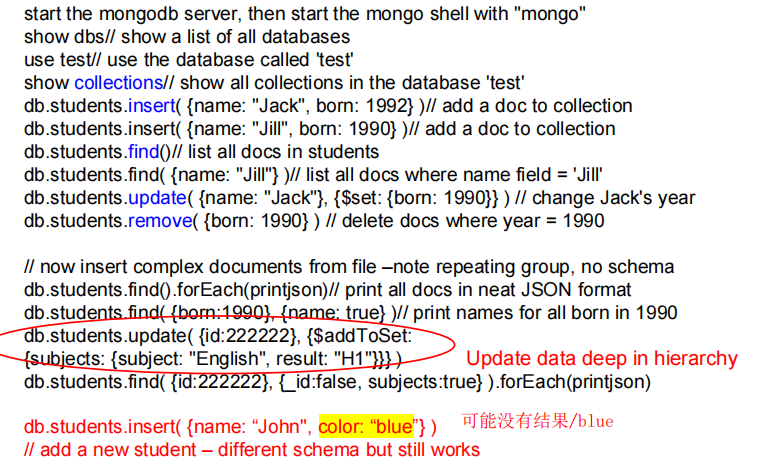 start the mongodb server, then start the mongo shell with "mongo"
show dbs// show a list of all databases
use test// use the database called 'test'
show collections// show all collections in the database 'test'
db.students.insert( {name: "Jack", born: 1992} )// add a doc to collection
db.students.insert( {name: "Jill", born: 1990} )// add a doc to collection
db.students.find()// list all docs in students
db.students.find( {name: "Jill"} )// list all docs where name field = 'Jill'
db.students.update( {name: "Jack"}, {$set: {born: 1990}} ) // change Jack's year
db.students.remove( {born: 1990} ) // delete docs where year = 1990
// now insert complex documents from file –note repeating group, no schema
db.students.find().forEach(printjson)// print all docs in neat JSON format
db.students.find( {born:1990}, {name: true} )// print names for all born in 1990
db.students.update( {id:222222}, {$addToSet:
{subjects: {subject: "English", result: "H1"}}} )
Update data deep in hierarchy
db.students.find( {id:222222}, {_id:false, subjects:true} ).forEach(printjson)
db.students.insert( {name: “John", color: “blue”} )
可能没有结果/blue
// add a new student – different schema but still works